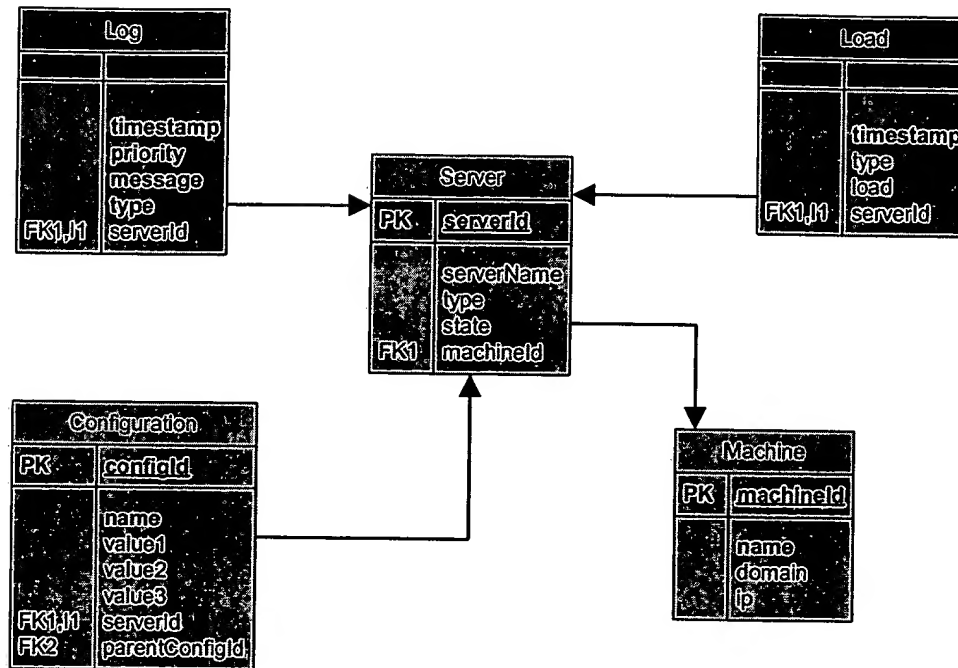 Log
timestamp
priority
message
type
FK1,I1 serverId
Load
timestamp
type
load
FK1,I1 serverId
Server
PK serverId
serverName
type
state
FK1 machineId
Configuration
PK configId
name
value1
value2
value3
FK1,I1 serverId
FK2 parentConfigId
Machine
PK machineId
name
domain
ip